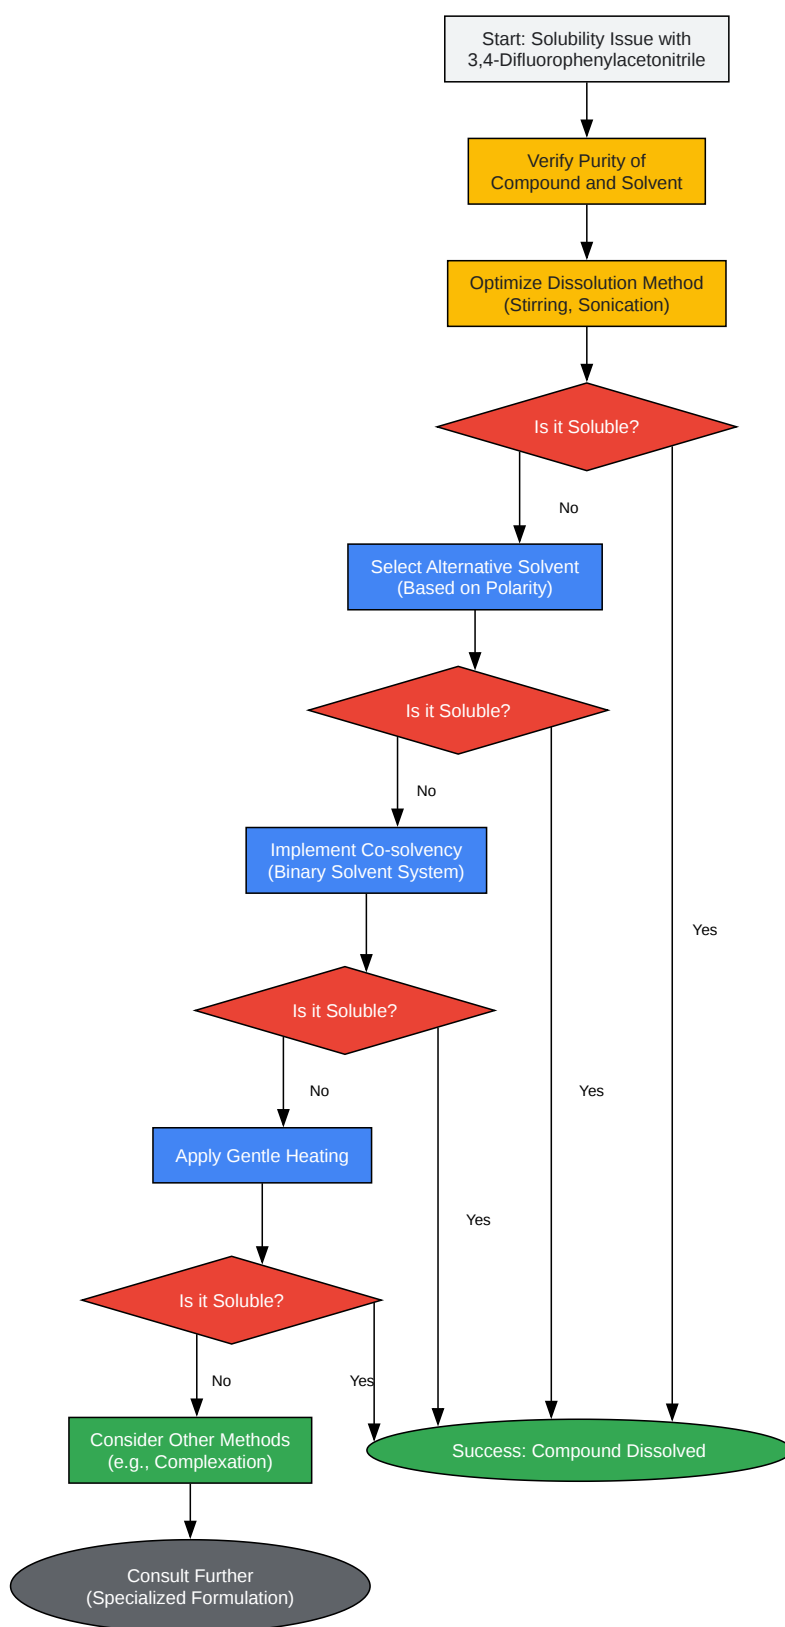 Start: Solubility Issue with
3,4-Difluorophenylacetonitrile
Verify Purity of
Compound and Solvent
Optimize Dissolution Method
(Stirring, Sonication)
Is it Soluble?
No
Select Alternative Solvent
(Based on Polarity)
Is it Soluble?
No
Implement Co-solvency
(Binary Solvent System)
Yes
Is it Soluble?
No
Yes
Apply Gentle Heating
Yes
Is it Soluble?
No
Yes
Consider Other Methods
(e.g., Complexation)
Success: Compound Dissolved
Consult Further
(Specialized Formulation)